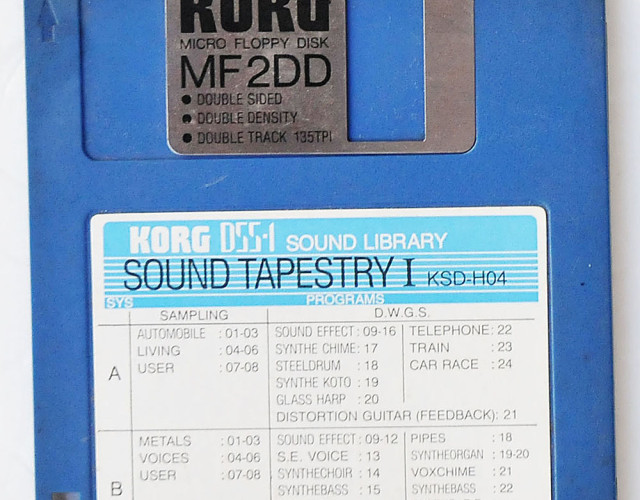 KORG
MICRO FLOPPY DISK
MF2DD
● DOUBLE SIDED
● DOUBLE DENSITY
● DOUBLE TRACK 135TPI
KORG DSS-1 SOUND LIBRARY
SOUND TAPESTRY I KSD-H04
SYS PROGRAMS
SAMPLING D.W.G.S.
A
AUTOMOBILE : 01-03 SOUND EFFECT : 09-16 TELEPHONE : 22
LIVING : 04-06 SYNTHE CHIME : 17 TRAIN : 23
USER : 07-08 STEELDRUM : 18 CAR RACE : 24
SYNTHE KOTO : 19
GLASS HARP : 20
DISTORTION GUITAR (FEEDBACK) : 21
B
METALS : 01-03 SOUND EFFECT : 09-12 PIPES : 18
VOICES : 04-06 S.E. VOICE : 13 SYNTHEORGAN : 19-20
USER : 07-08 SYNTHECHOIR : 14 VOXCHIME : 21
SYNTHEBASS : 15 SYNTHEBASS : 22